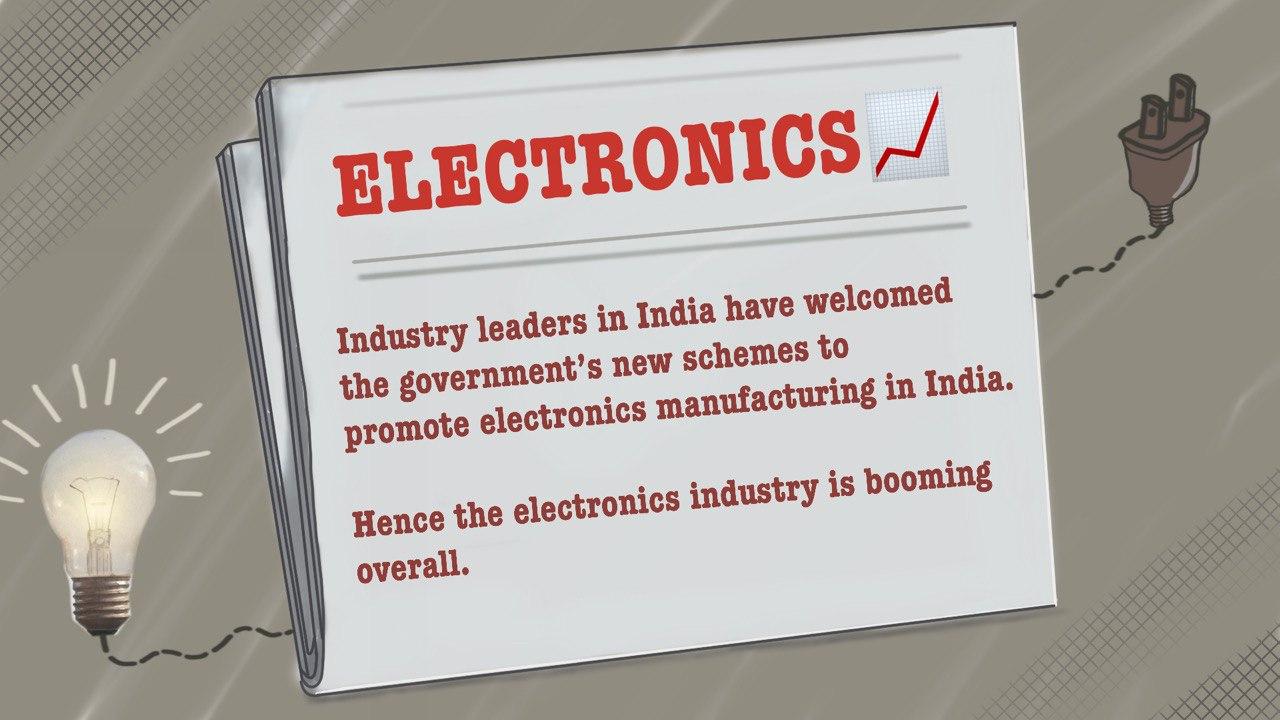 ELECTRONICS
Industry leaders in India have welcomed
the government’s new schemes to
promote electronics manufacturing in India.
Hence the electronics industry is booming
overall.